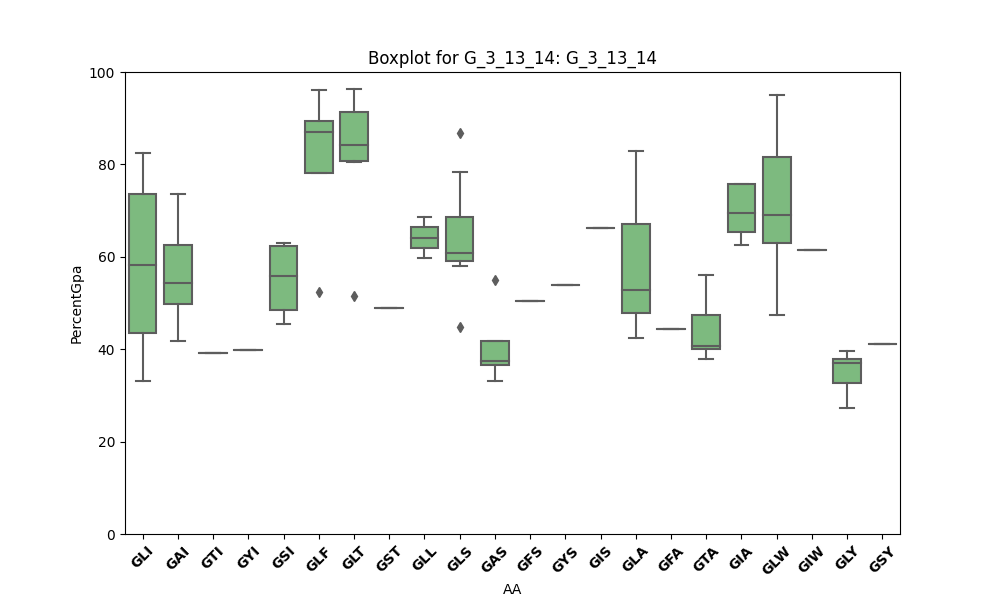 Boxplot for G_3_13_14: G_3_13_14
100
80
60
40
20
0
PercentGpa
GLI GAI GTI GYI GSI GLF GLT GST GLL GLS GAS GFS GYS GIS GLA GFA GTA GIA GLW GIW GLY GSY
AA